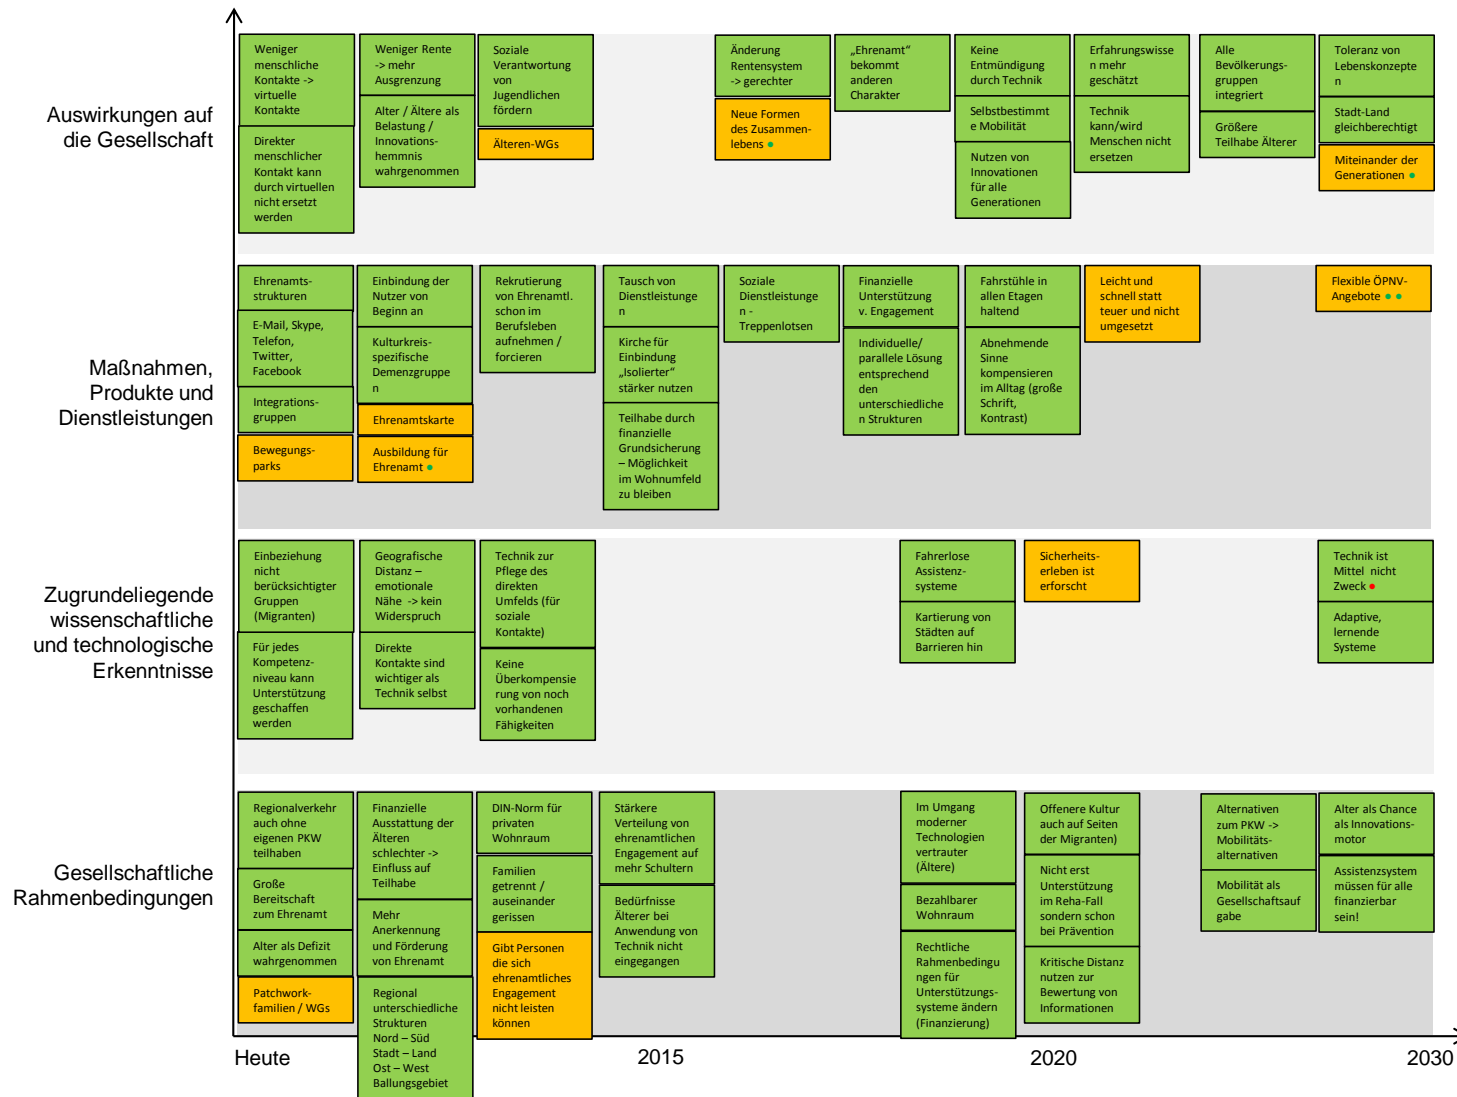 Auswirkungen auf
die Gesellschaft
Weniger
menschliche
Kontakte ->
virtuelle
Kontakte
Direkter
menschlicher
Kontakt kann
durch virtuellen
nicht ersetzt
werden
Weniger Rente
-> mehr
Ausgrenzung
Alter / Ältere als
Belastung /
Innovations-
hemmnis
wahrgenommen
Soziale
Verantwortung
von
Jugendlichen
fördern
Älteren-WGs
Änderung
Rentensystem
-> gerechter
Neue Formen
des Zusammen-
lebens
„Ehrenamt"
bekommt
anderen
Charakter
Keine
Entmündigung
durch Technik
Selbstbestimmt
e Mobilität
Nutzen von
Innovationen
für alle
Generationen
Erfahrungswisse
n mehr
geschätzt
Technik
kann/wird
Menschen nicht
ersetzen
Alle
Bevölkerungs-
gruppen
integriert
Größere
Teilhabe Älterer
Toleranz von
Lebenskonzepte
n
Stadt-Land
gleichberechtigt
Miteinander der
Generationen
Maßnahmen,
Produkte und
Dienstleistungen
Ehrenamts-
strukturen
E-Mail, Skype,
Telefon,
Twitter,
Facebook
Integrations-
gruppen
Bewegungs-
parks
Einbindung der
Nutzer von
Beginn an
Kulturkreis-
spezifische
Demenzgruppe
n
Ehrenamtskarte
Ausbildung für
Ehrenamt
Rekrutierung
von Ehrenamtl.
schon im
Berufsleben
aufnehmen /
forcieren
Tausch von
Dienstleistunge
n
Kirche für
Einbindung
„Isolierter"
stärker nutzen
Teilhabe durch
finanzielle
Grundsicherung
– Möglichkeit
im Wohnumfeld
zu bleiben
Soziale
Dienstleistunge
n -
Treppenlotsen
Finanzielle
Unterstützung
v. Engagement
Individuelle/
parallele Lösung
entsprechend
den
unterschiedliche
n Strukturen
Fahrstühle in
allen Etagen
haltend
Abnehmende
Sinne
kompensieren
im Alltag (große
Schrift,
Kontrast)
Leicht und
schnell statt
teuer und nicht
umgesetzt
Flexible ÖPNV-
Angebote
Zugrundeliegende
wissenschaftliche
und technologische
Erkenntnisse
Einbeziehung
nicht
berücksichtigter
Gruppen
(Migranten)
Für jedes
Kompetenz-
niveau kann
Unterstützung
geschaffen
werden
Geografische
Distanz –
emotionale
Nähe -> kein
Widerspruch
Direkte
Kontakte sind
wichtiger als
Technik selbst
Technik zur
Pflege des
direkten
Umfelds (für
soziale
Kontakte)
Keine
Überkompensie
rung von noch
vorhandenen
Fähigkeiten
Fahrerlose
Assistenz-
systeme
Kartierung von
Städten auf
Barrieren hin
Sicherheits-
erleben ist
erforscht
Technik ist
Mittel nicht
Zweck
Adaptive,
lernende
Systeme
Gesellschaftliche
Rahmenbedingungen
Regionalverkehr
auch ohne
eigenen PKW
teilhaben
Große
Bereitschaft
zum Ehrenamt
Alter als Defizit
wahrgenommen
Patchwork-
familien / WGs
Finanzielle
Ausstattung der
Älteren
schlechter ->
Einfluss auf
Teilhabe
Mehr
Anerkennung
und Förderung
von Ehrenamt
Regional
unterschiedliche
Strukturen
Nord – Süd
Stadt – Land
Ost – West
Ballungsgebiet
DIN-Norm für
privaten
Wohnraum
Familien
getrennt /
auseinander
gerissen
Gibt Personen
die sich
ehrenamtliches
Engagement
nicht leisten
können
Stärkere
Verteilung von
ehrenamtlichen
Engagement auf
mehr Schultern
Bedürfnisse
Älterer bei
Anwendung von
Technik nicht
eingegangen
Im Umgang
moderner
Technologien
vertrauter
(Ältere)
Bezahlbarer
Wohnraum
Rechtliche
Rahmenbedingu
ngen für
Unterstützungs-
systeme ändern
(Finanzierung)
Offenere Kultur
auch auf Seiten
der Migranten)
Nicht erst
Unterstützung
im Reha-Fall
sondern schon
bei Prävention
Kritische Distanz
nutzen zur
Bewertung von
Informationen
Alternativen
zum PKW ->
Mobilitäts-
alternativen
Mobilität als
Gesellschaftsauf
gabe
Alter als Chance
als Innovations-
motor
Assistenzsystem
müssen für alle
finanzierbar
sein!
Heute
2015
2020
2030